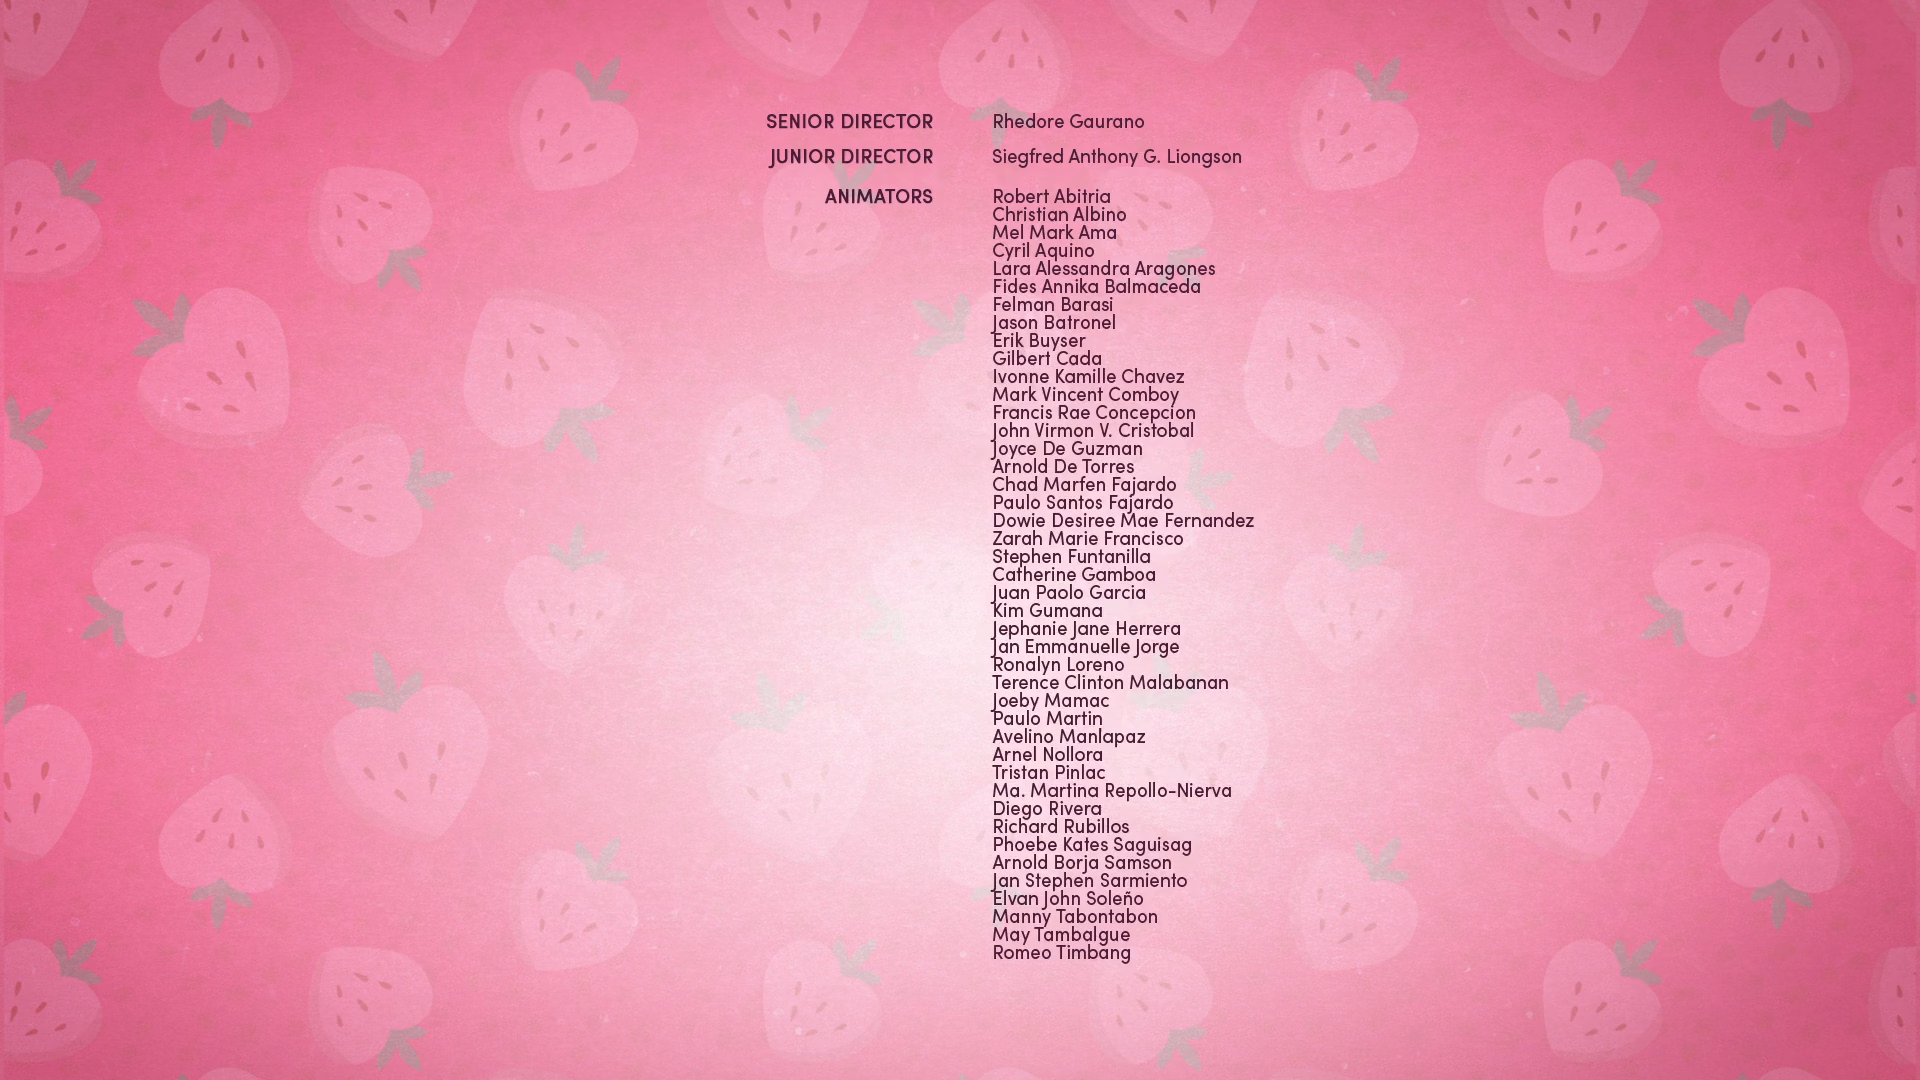 SENIOR DIRECTOR Rhedore Gaurano
JUNIOR DIRECTOR Siegfred Anthony G. Liongson
ANIMATORS Robert Abitria
Christian Albino
Mel Mark Ama
Cyril Aquino
Lara Alessandra Aragones
Fides Annika Balmaceda
Felman Barasi
Jason Batronel
Erik Buyser
Gilbert Cada
Ivonne Kamille Chavez
Mark Vincent Comboy
Francis Rae Concepcion
John Virmon V. Cristobal
Joyce De Guzman
Arnold De Torres
Chad Marfen Fajardo
Paulo Santos Fajardo
Dowie Desiree Mae Fernandez
Zarah Marie Francisco
Stephen Funtanilla
Catherine Gamboa
Juan Paolo Garcia
Kim Gumana
Jephanie Jane Herrera
Jan Emmanuelle Jorge
Ronalyn Loreno
Terence Clinton Malabanan
Joeby Mamac
Paulo Martin
Avelino Manlapaz
Arnel Nollora
Tristan Pinlac
Ma. Martina Repollo-Nierva
Diego Rivera
Richard Rubillos
Phoebe Kates Saguisag
Arnold Borja Samson
Jan Stephen Sarmiento
Elvan John Soleño
Manny Tabontabon
May Tambalgue
Romeo Timbang